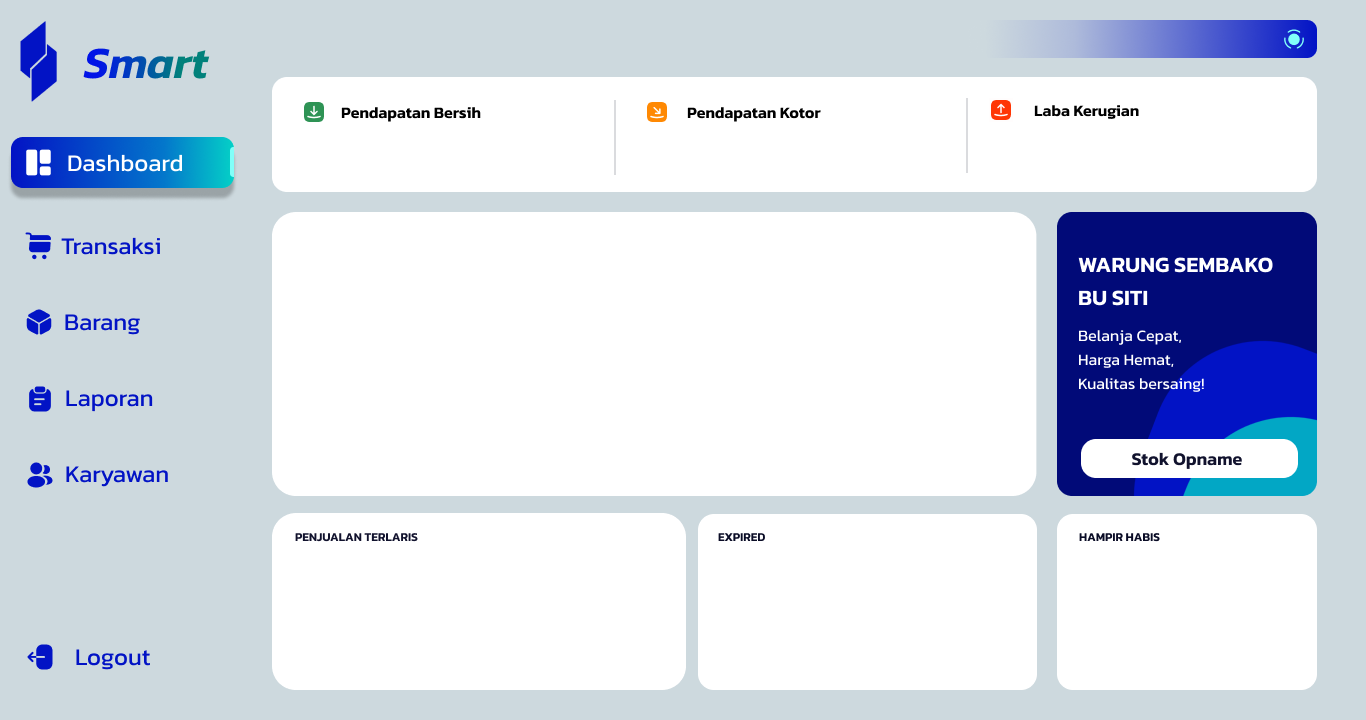 Smart
Dashboard
Transaksi
Barang
Laporan
Karyawan
Logout
Pendapatan Bersih
Pendapatan Kotor
Laba Kerugian
WARUNG SEMBAKO
BU SITI
Belanja Cepat,
Harga Hemat,
Kualitas bersaing!
Stok Opname
PENJUALAN TERLARIS
EXPIRED
HAMPIR HABIS